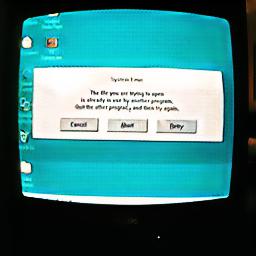 System Error
The file you are trying to open
is already in use by another program.
Quit the other program and then try again.
Cancel
Abort
Retry